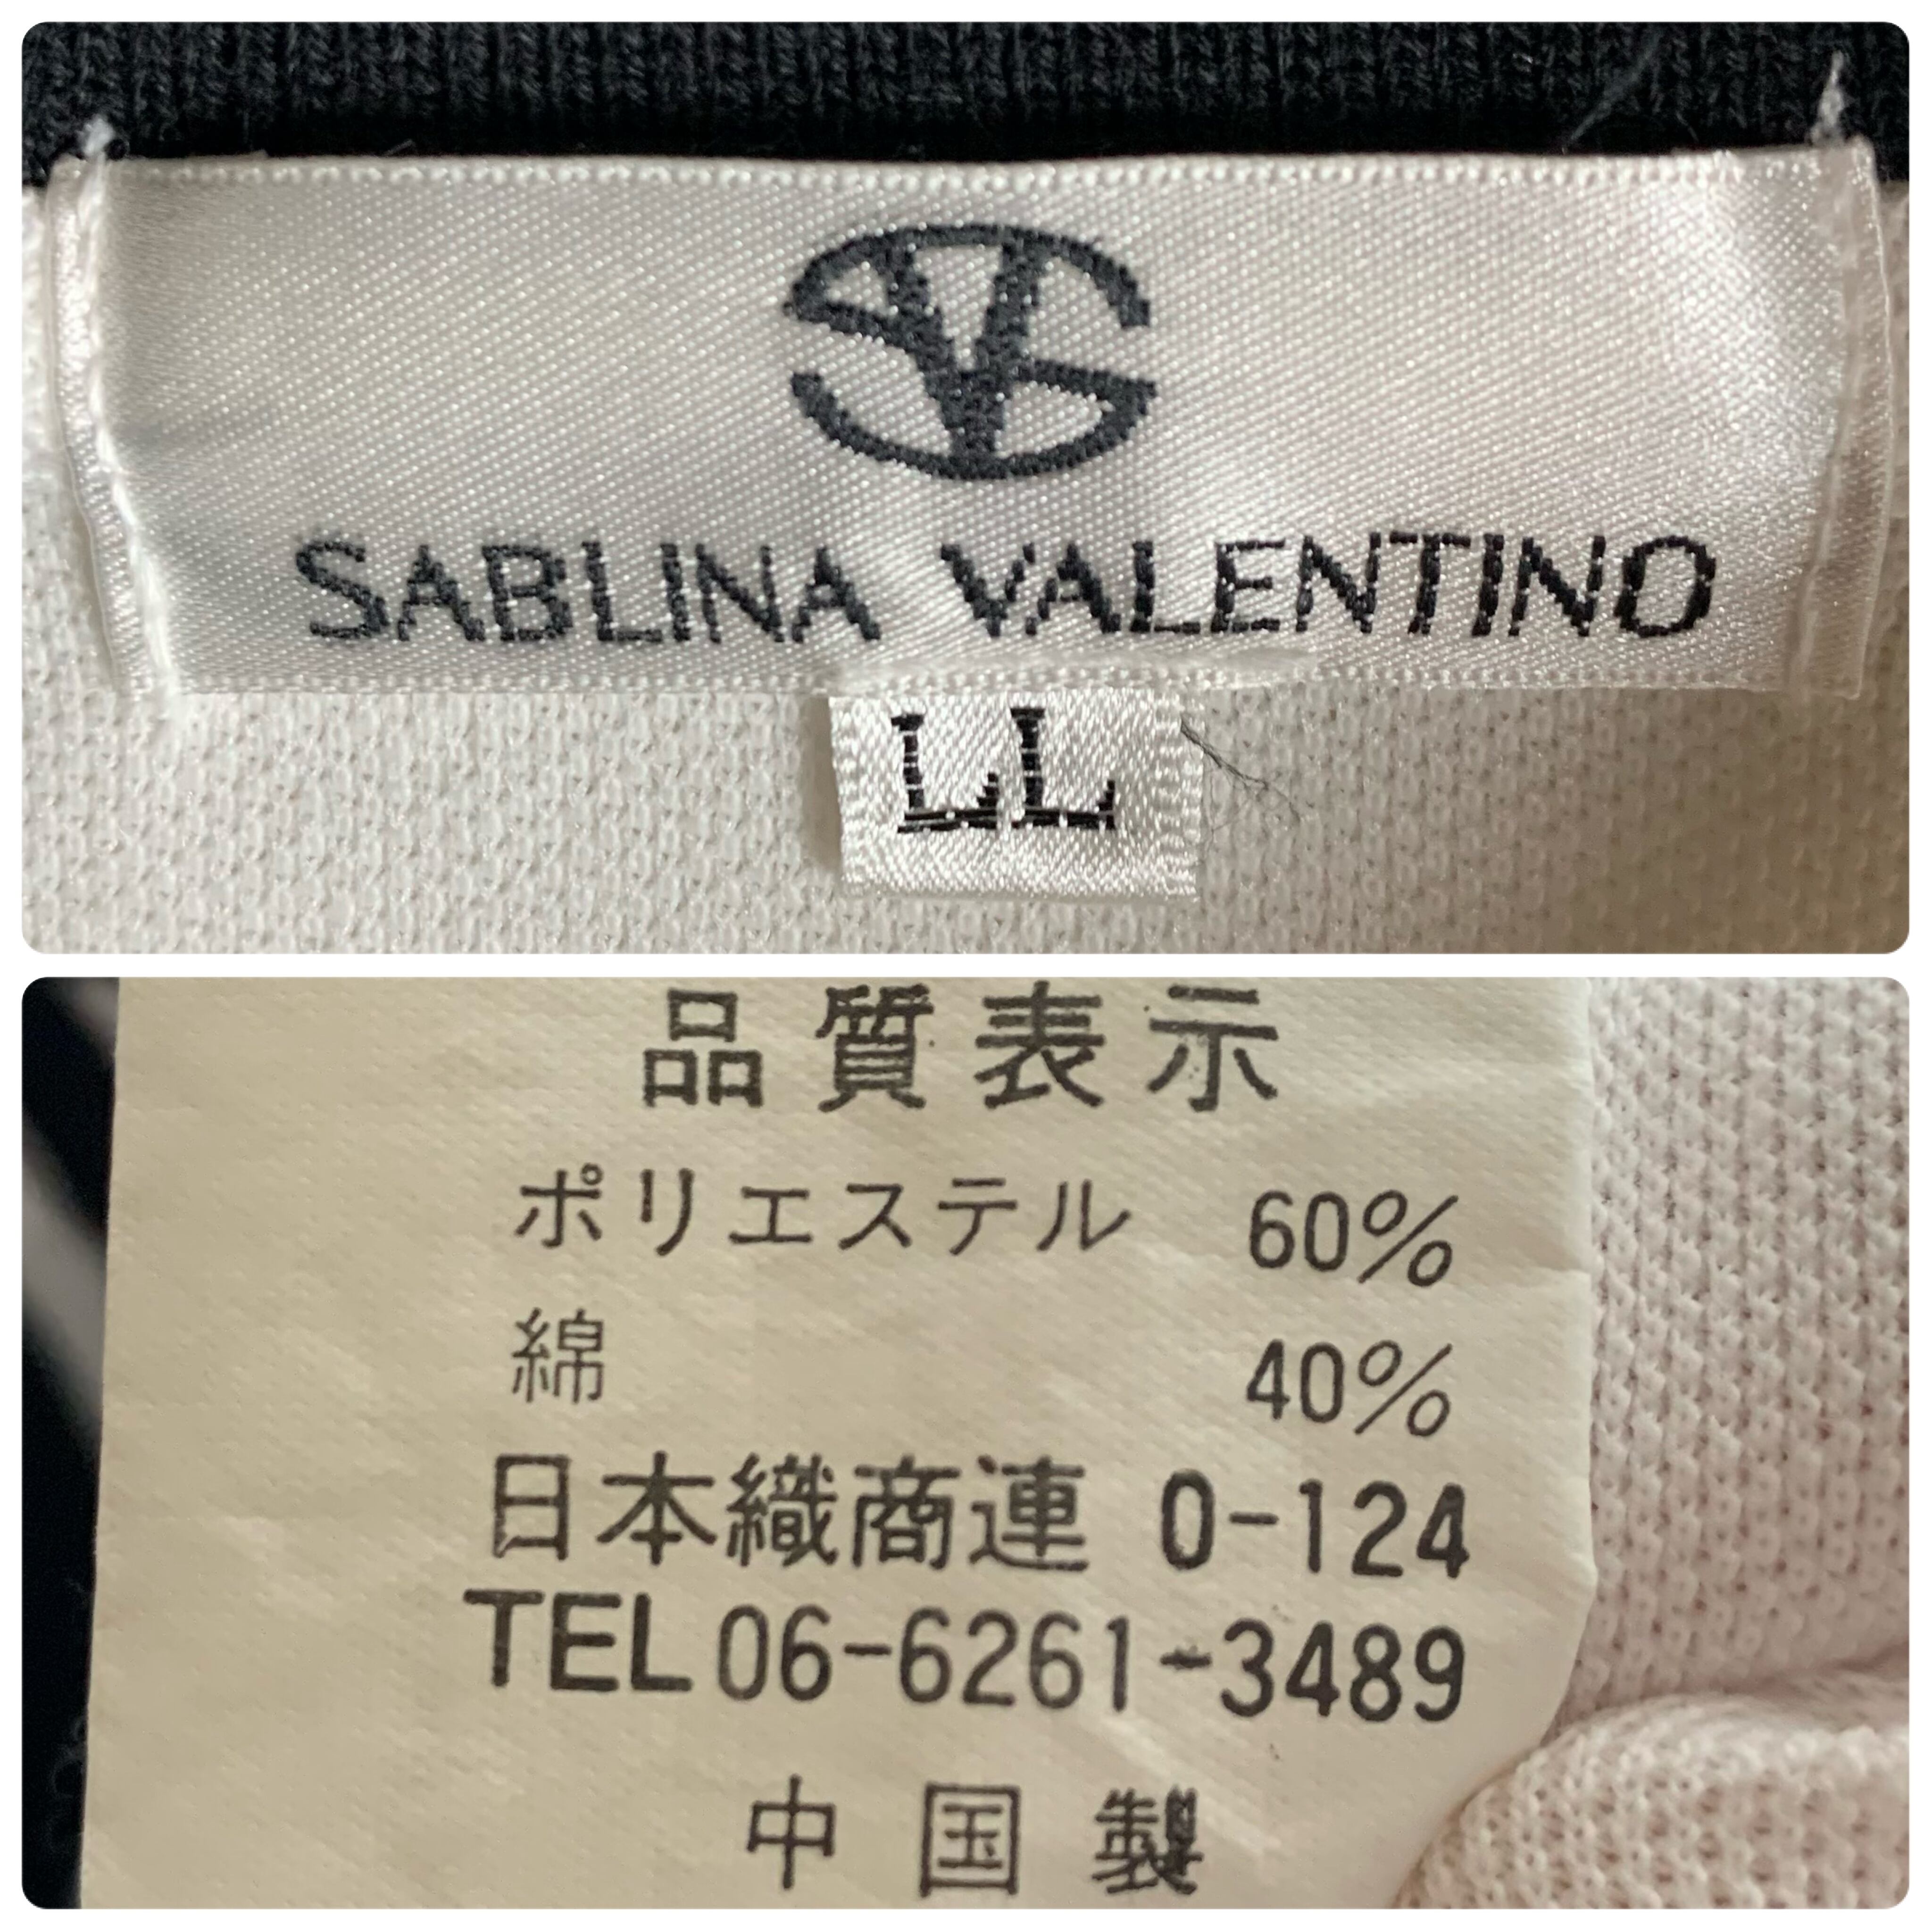 SV
SABLINA VALENTINO
LL
品質表示
ポリエステル 60%
綿 40%
日本織商連 0-124
TEL 06-6261-3489
中国製